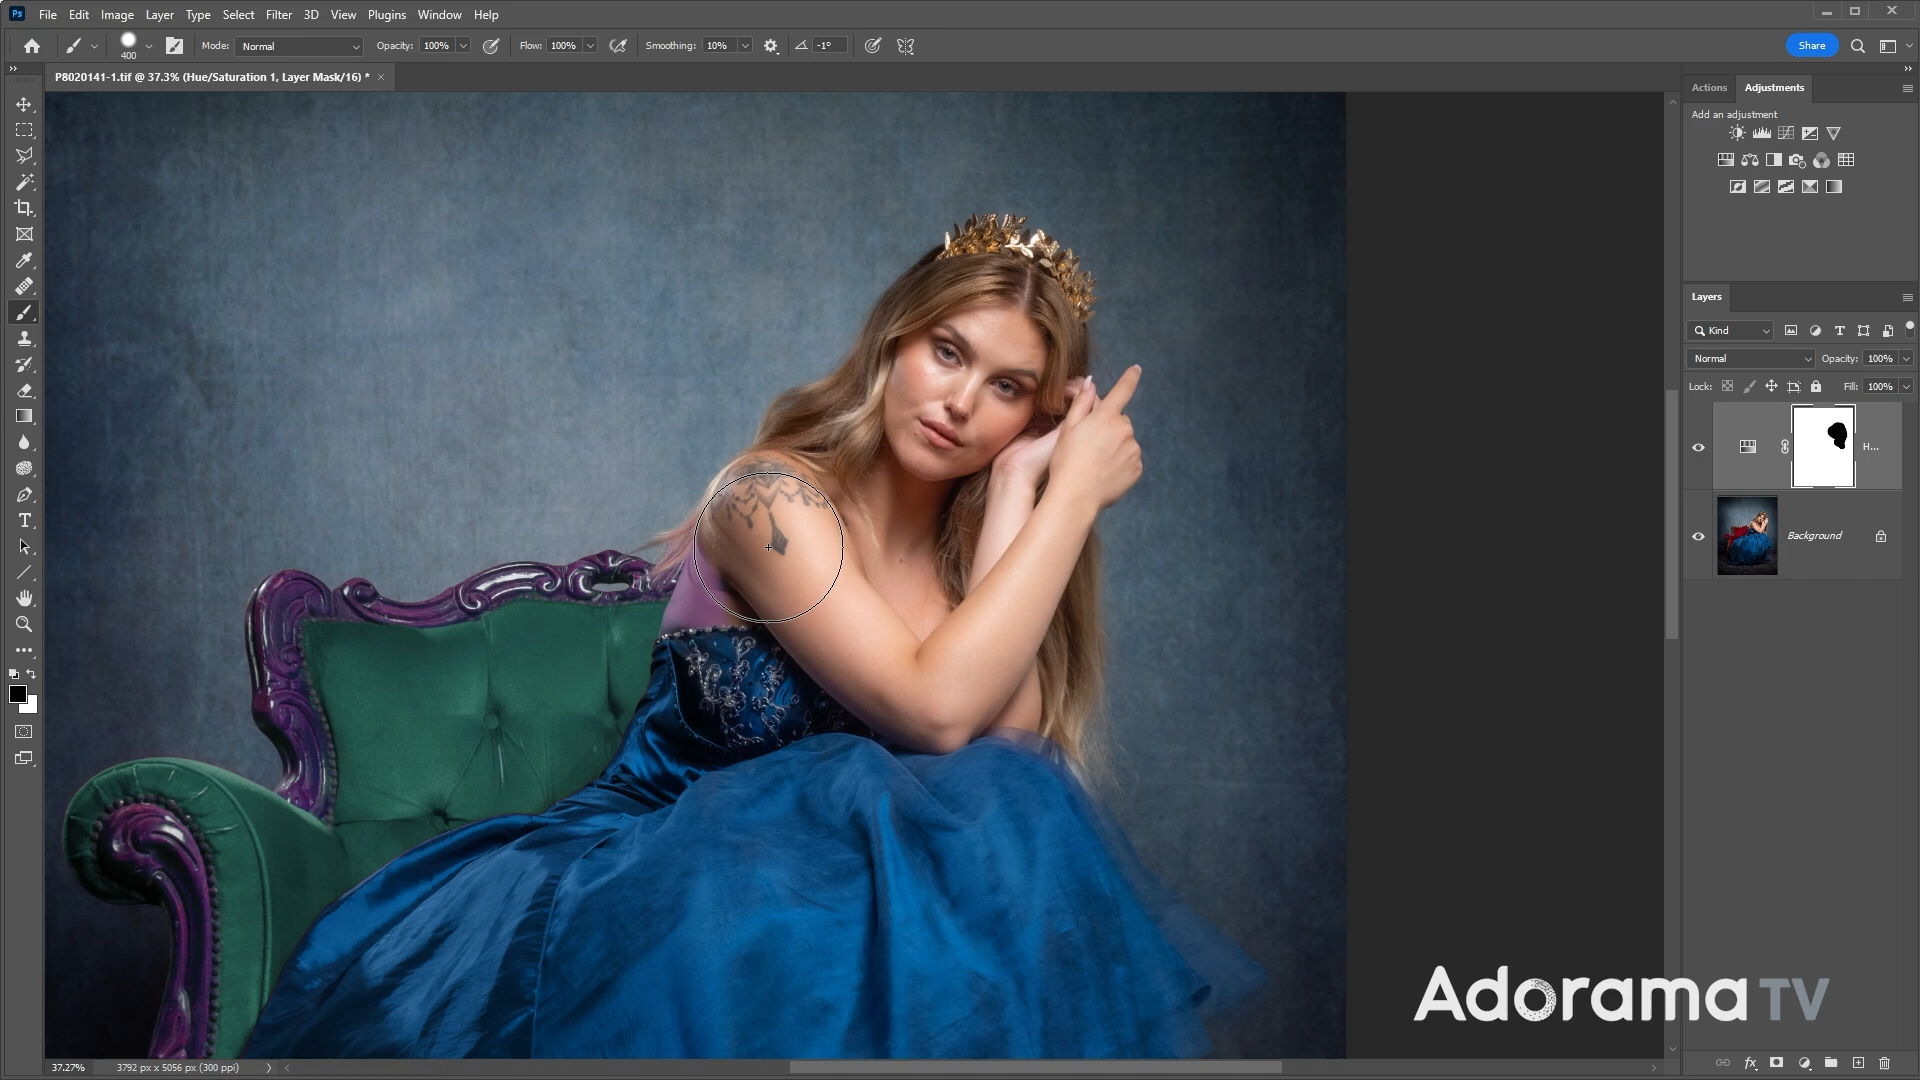 Ps File Edit Image Layer Type Select Filter 3D View Plugins Window Help
400 Mode: Normal Opacity: 100% Flow: 100% Smoothing: 10% -1° Share
P8020141-1.tif @ 37.3% (Hue/Saturation 1, Layer Mask/16) *
Actions Adjustments
Add an adjustment
Layers
Kind
Normal Opacity: 100%
Lock: Fill: 100%
H...
Background
Adorama TV
37.27% 3792 px x 5056 px (300 ppi)